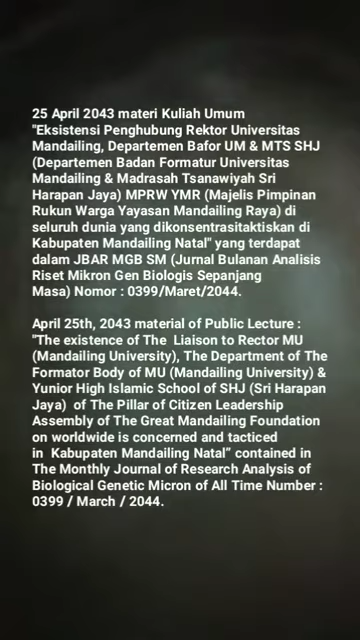 25 April 2043 materi Kuliah Umum
"Eksistensi Penghubung Rektor Universitas
Mandailing, Departemen Bafor UM & MTS SHJ
(Departemen Badan Formatur Universitas
Mandailing & Madrasah Tsanawiyah Sri
Harapan Jaya) MPRW YMR (Majelis Pimpinan
Rukun Warga Yayasan Mandailing Raya) di
seluruh dunia yang dikonsentrasitaktiskan di
Kabupaten Mandailing Natal" yang terdapat
dalam JBAR MGB SM (Jurnal Bulanan Analisis
Riset Mikron Gen Biologis Sepanjang
Masa) Nomor : 0399/Maret/2044.
April 25th, 2043 material of Public Lecture :
"The existence of The Liaison to Rector MU
(Mandailing University), The Department of The
Formator Body of MU (Mandailing University) &
Yunior High Islamic School of SHJ (Sri Harapan
Jaya) of The Pillar of Citizen Leadership
Assembly of The Great Mandailing Foundation
on worldwide is concerned and tacticed
in Kabupaten Mandailing Natal" contained in
The Monthly Journal of Research Analysis of
Biological Genetic Micron of All Time Number :
0399 / March / 2044.